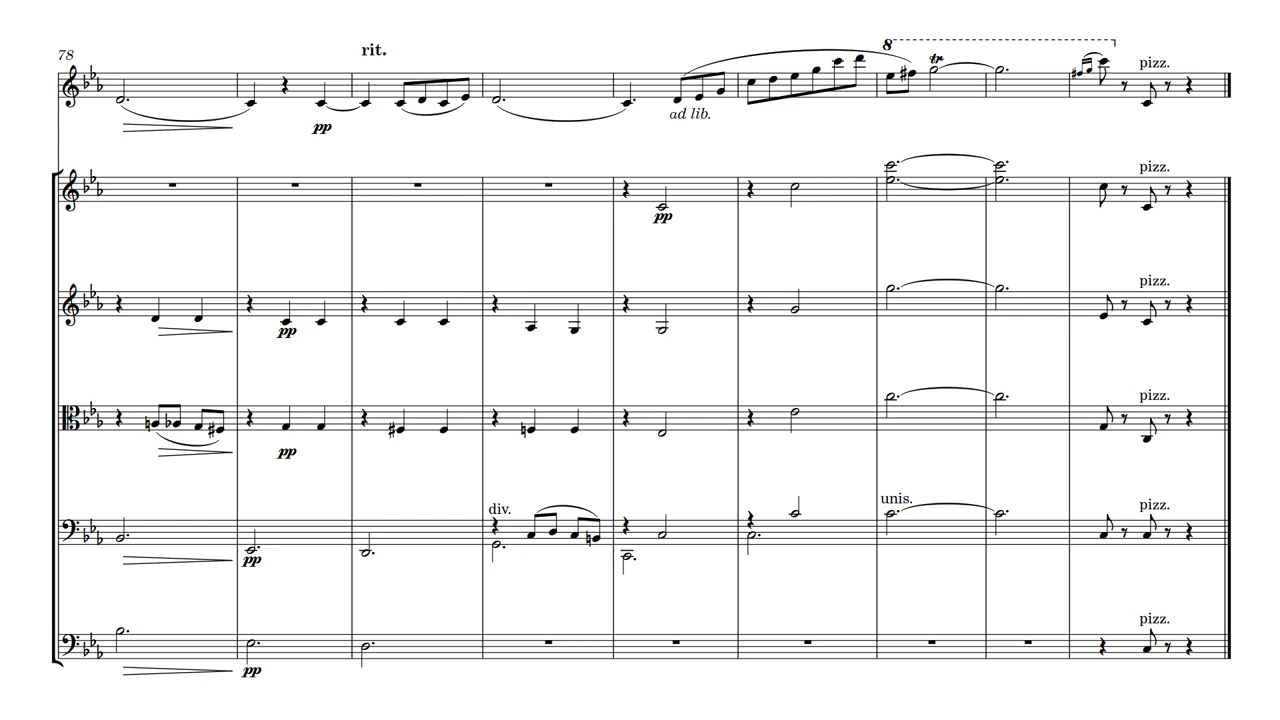 78
rit.
8
tr
pizz.
pp
ad lib.
pizz.
pp
pizz.
pp
pizz.
pp
div.
unis.
pizz.
pp
pizz.
pp